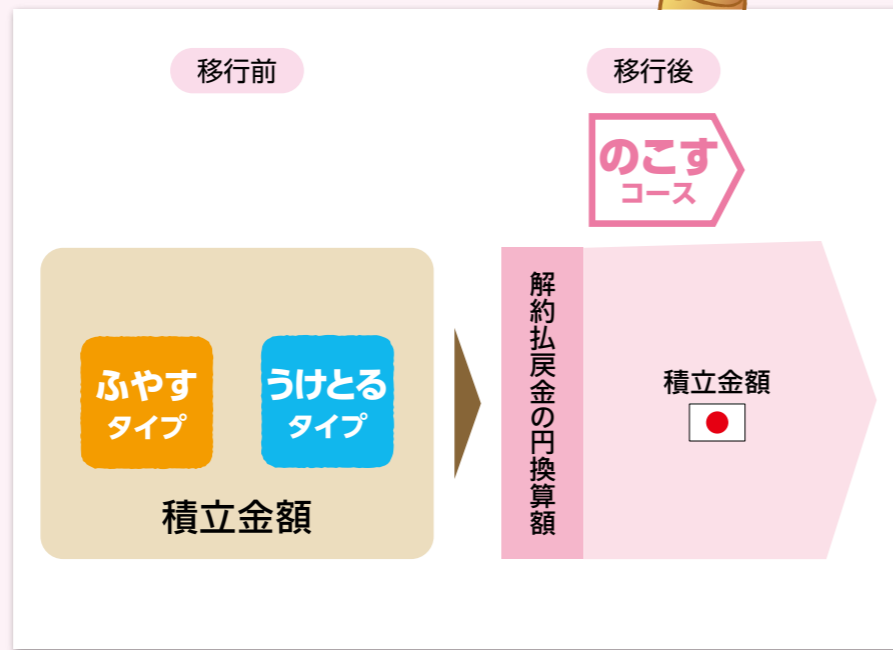 移行前
移行後
のこす
コース
ふやす
タイプ
うけとる
タイプ
積立金額
解約払戻金の円換算額
積立金額